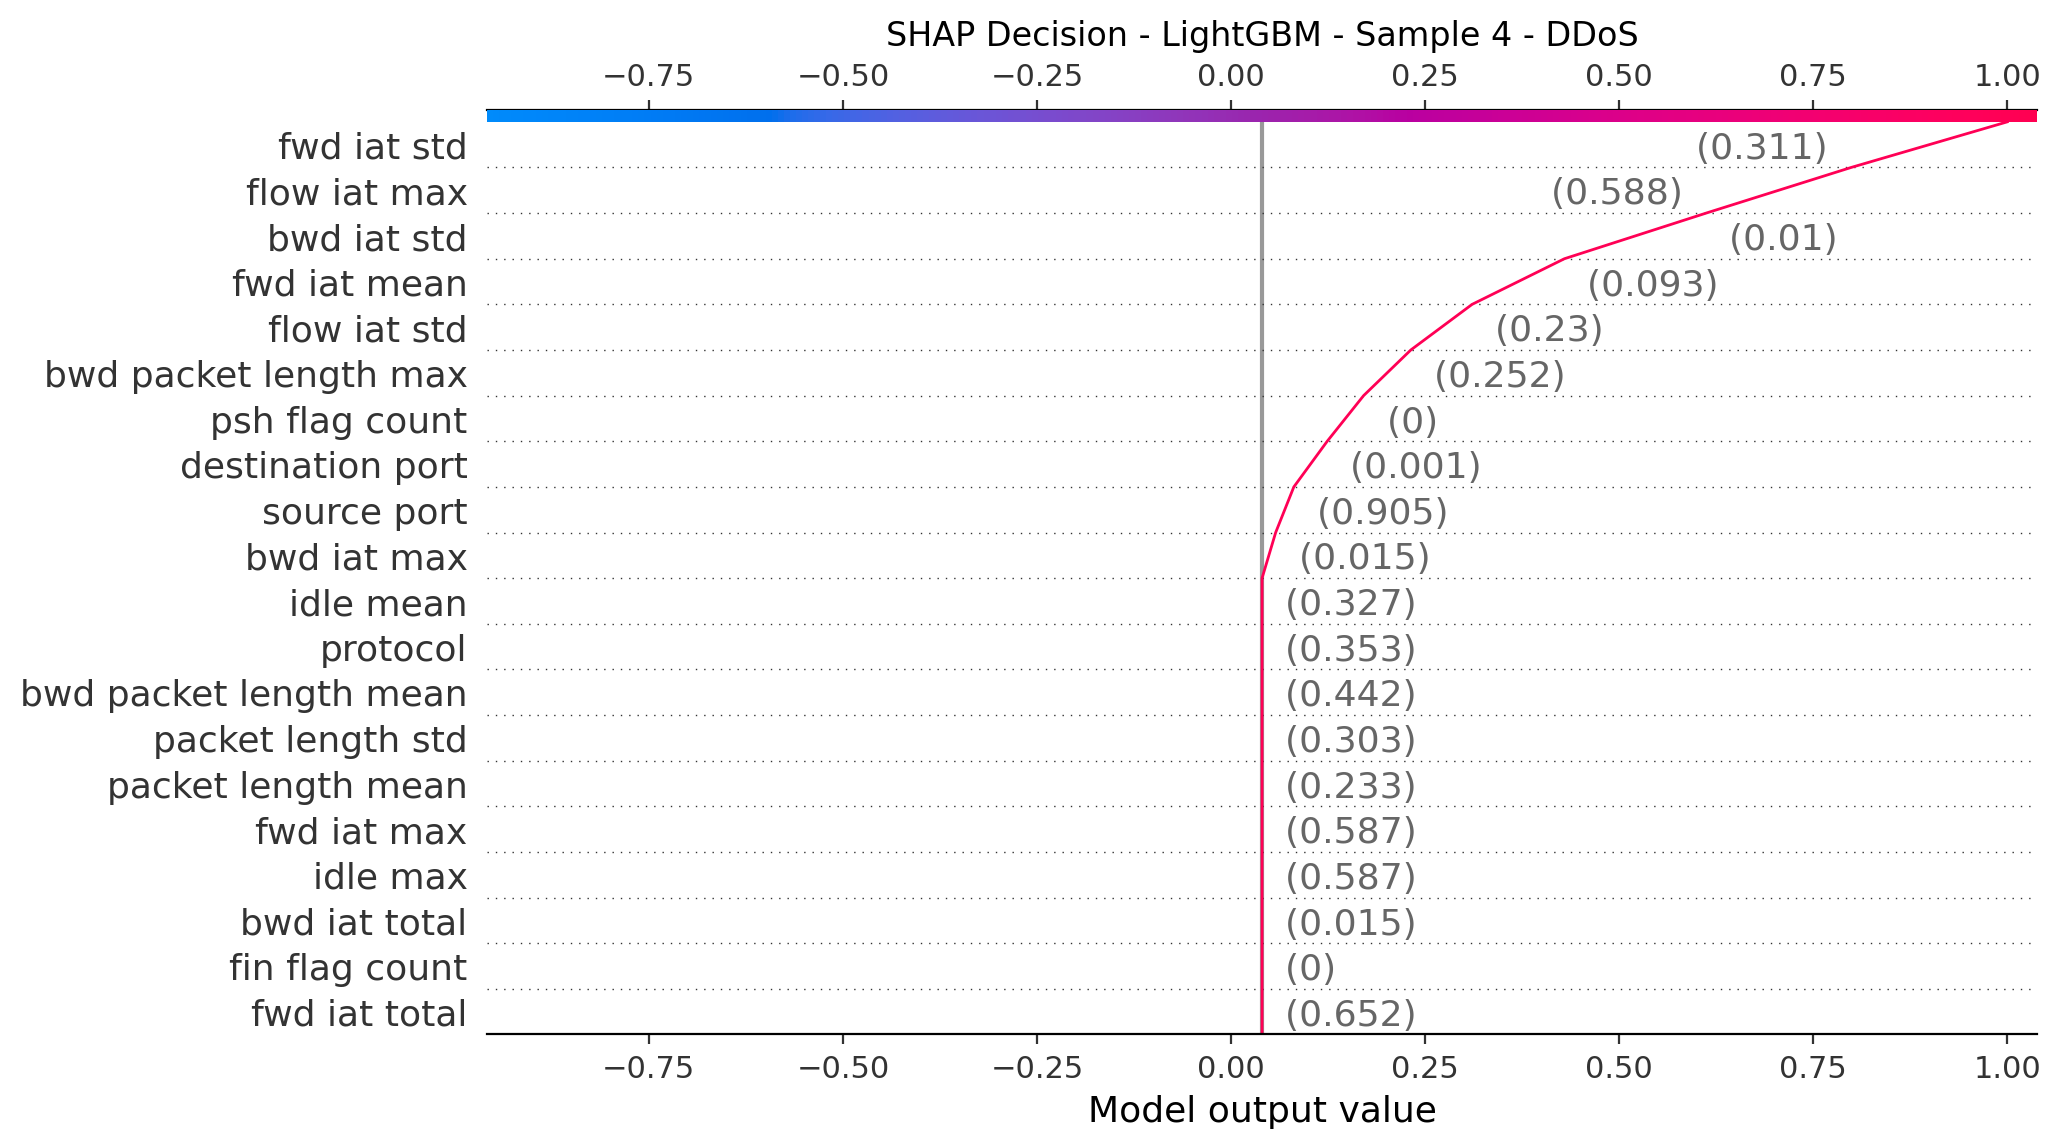 SHAP Decision - LightGBM - Sample 4 - DDoS
−0.75 −0.50 −0.25 0.00 0.25 0.50 0.75 1.00
fwd iat std (0.311)
flow iat max (0.588)
bwd iat std (0.01)
fwd iat mean (0.093)
flow iat std (0.23)
bwd packet length max (0.252)
psh flag count (0)
destination port (0.001)
source port (0.905)
bwd iat max (0.015)
idle mean (0.327)
protocol (0.353)
bwd packet length mean (0.442)
packet length std (0.303)
packet length mean (0.233)
fwd iat max (0.587)
idle max (0.587)
bwd iat total (0.015)
fin flag count (0)
fwd iat total (0.652)
−0.75 −0.50 −0.25 0.00 0.25 0.50 0.75 1.00
Model output value